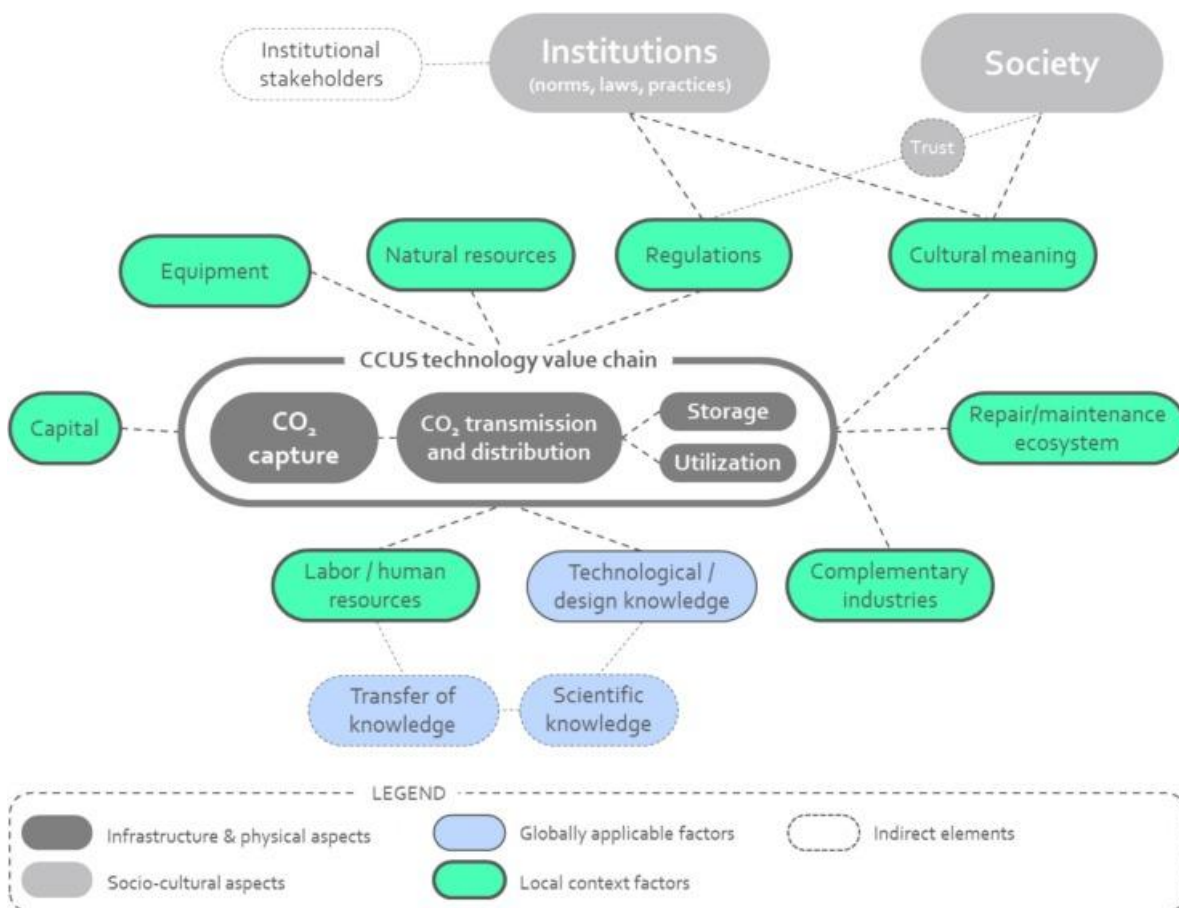 Institutional
stakeholders
Institutions
(norms, laws, practices)
Society
Trust
Equipment
Natural resources
Regulations
Cultural meaning
CCUS technology value chain
Capital
CO₂
capture
CO₂ transmission
and distribution
Storage
Utilization
Repair/maintenance
ecosystem
Labor / human
resources
Technological /
design knowledge
Complementary
industries
Transfer of
knowledge
Scientific
knowledge
LEGEND
Infrastructure & physical aspects
Globally applicable factors
Indirect elements
Socio-cultural aspects
Local context factors